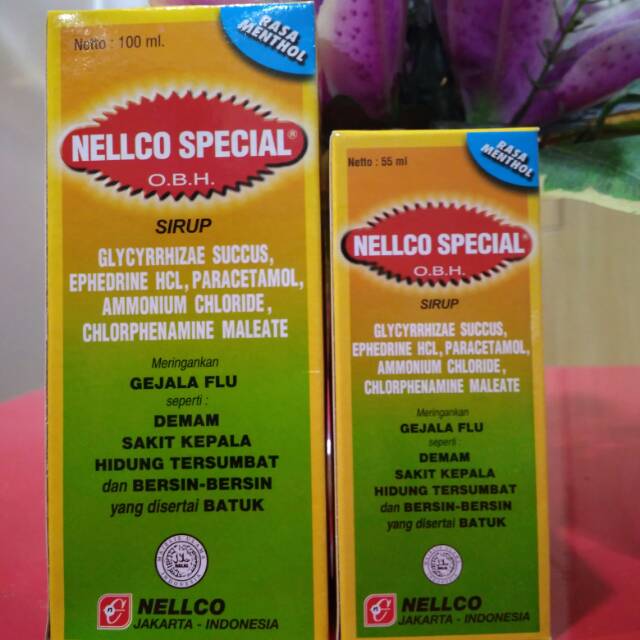 Netto : 100 ml.
RASA
MENTHOL
NELLCO SPECIAL®
O.B.H.
SIRUP
GLYCYRRHIZAE SUCCUS,
EPHEDRINE HCL, PARACETAMOL,
AMMONIUM CHLORIDE,
CHLORPHENAMINE MALEATE
Meringankan
GEJALA FLU
seperti :
DEMAM
SAKIT KEPALA
HIDUNG TERSUMBAT
dan BERSIN-BERSIN
yang disertai BATUK
HALAL
NELLCO
JAKARTA - INDONESIA
Netto : 55 ml
RASA
MENTHOL
NELLCO SPECIAL®
O.B.H.
SIRUP
GLYCYRRHIZAE SUCCUS,
EPHEDRINE HCL, PARACETAMOL,
AMMONIUM CHLORIDE,
CHLORPHENAMINE MALEATE
Meringankan
GEJALA FLU
seperti :
DEMAM
SAKIT KEPALA
HIDUNG TERSUMBAT
dan BERSIN-BERSIN
yang disertai BATUK
NELLCO
JAKARTA - INDONESIA